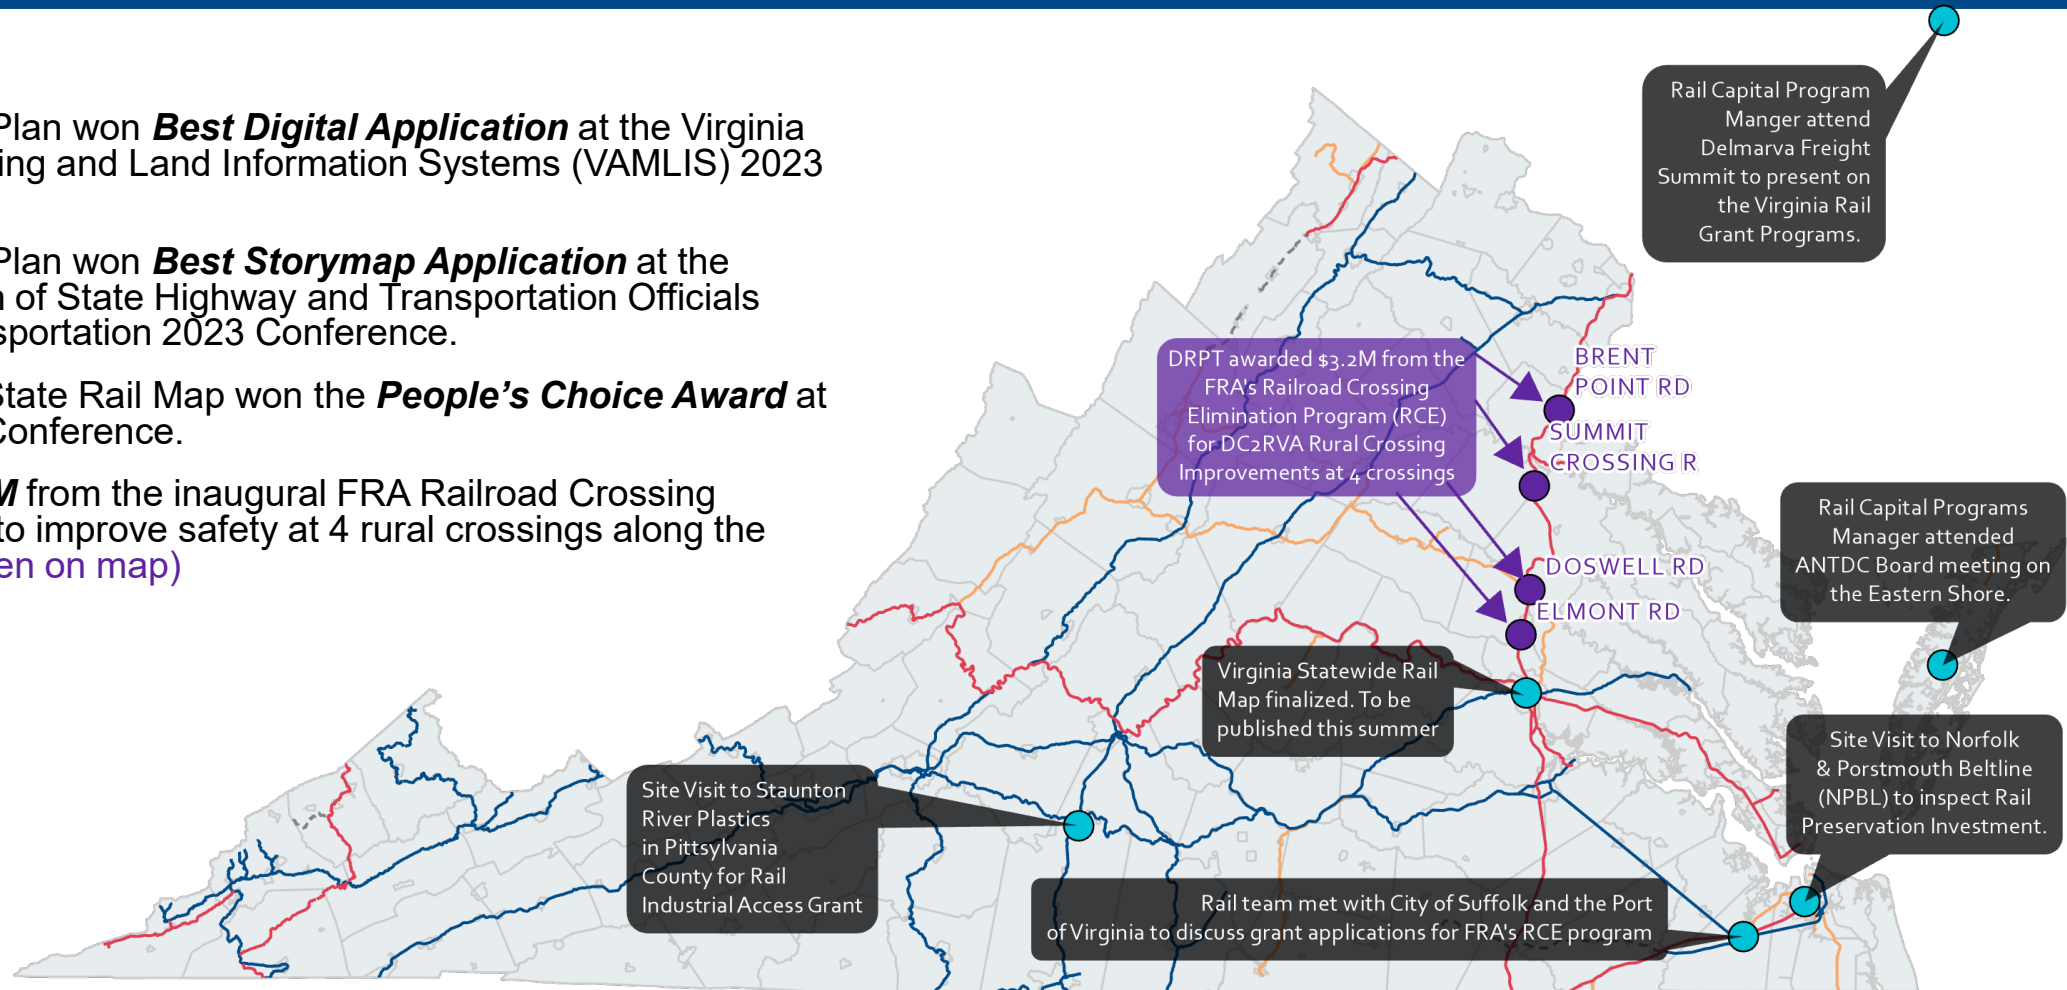 Plan won Best Digital Application at the Virginia
ing and Land Information Systems (VAMLIS) 2023
Plan won Best Storymap Application at the
n of State Highway and Transportation Officials
sportation 2023 Conference.
State Rail Map won the People's Choice Award at
Conference.
M from the inaugural FRA Railroad Crossing
to improve safety at 4 rural crossings along the
en on map)
Rail Capital Program
Manger attend
Delmarva Freight
Summit to present on
the Virginia Rail
Grant Programs.
DRPT awarded $3.2M from the
FRA's Railroad Crossing
Elimination Program (RCE)
for DC2RVA Rural Crossing
Improvements at 4 crossings
BRENT
POINT RD
SUMMIT
CROSSING R
DOSWELL RD
ELMONT RD
Rail Capital Programs
Manager attended
ANTDC Board meeting on
the Eastern Shore.
Virginia Statewide Rail
Map finalized. To be
published this summer
Site Visit to Norfolk
& Porstmouth Beltline
(NPBL) to inspect Rail
Preservation Investment.
Site Visit to Staunton
River Plastics
in Pittsylvania
County for Rail
Industrial Access Grant
Rail team met with City of Suffolk and the Port
of Virginia to discuss grant applications for FRA's RCE program